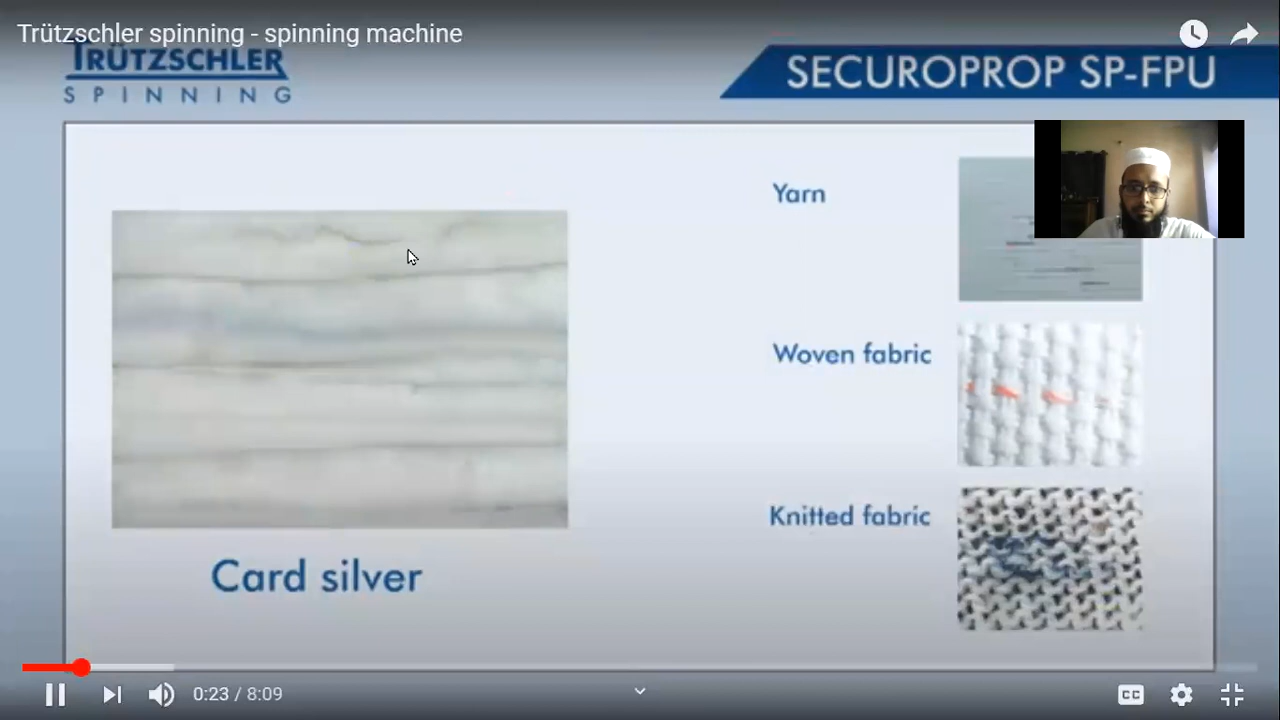 Trützschler spinning - spinning machine
TRÜTZSCHLER
SPINNING
SECUROPROP SP-FPU
Yarn
Woven fabric
Knitted fabric
Card silver
0:23 / 8:09
CC